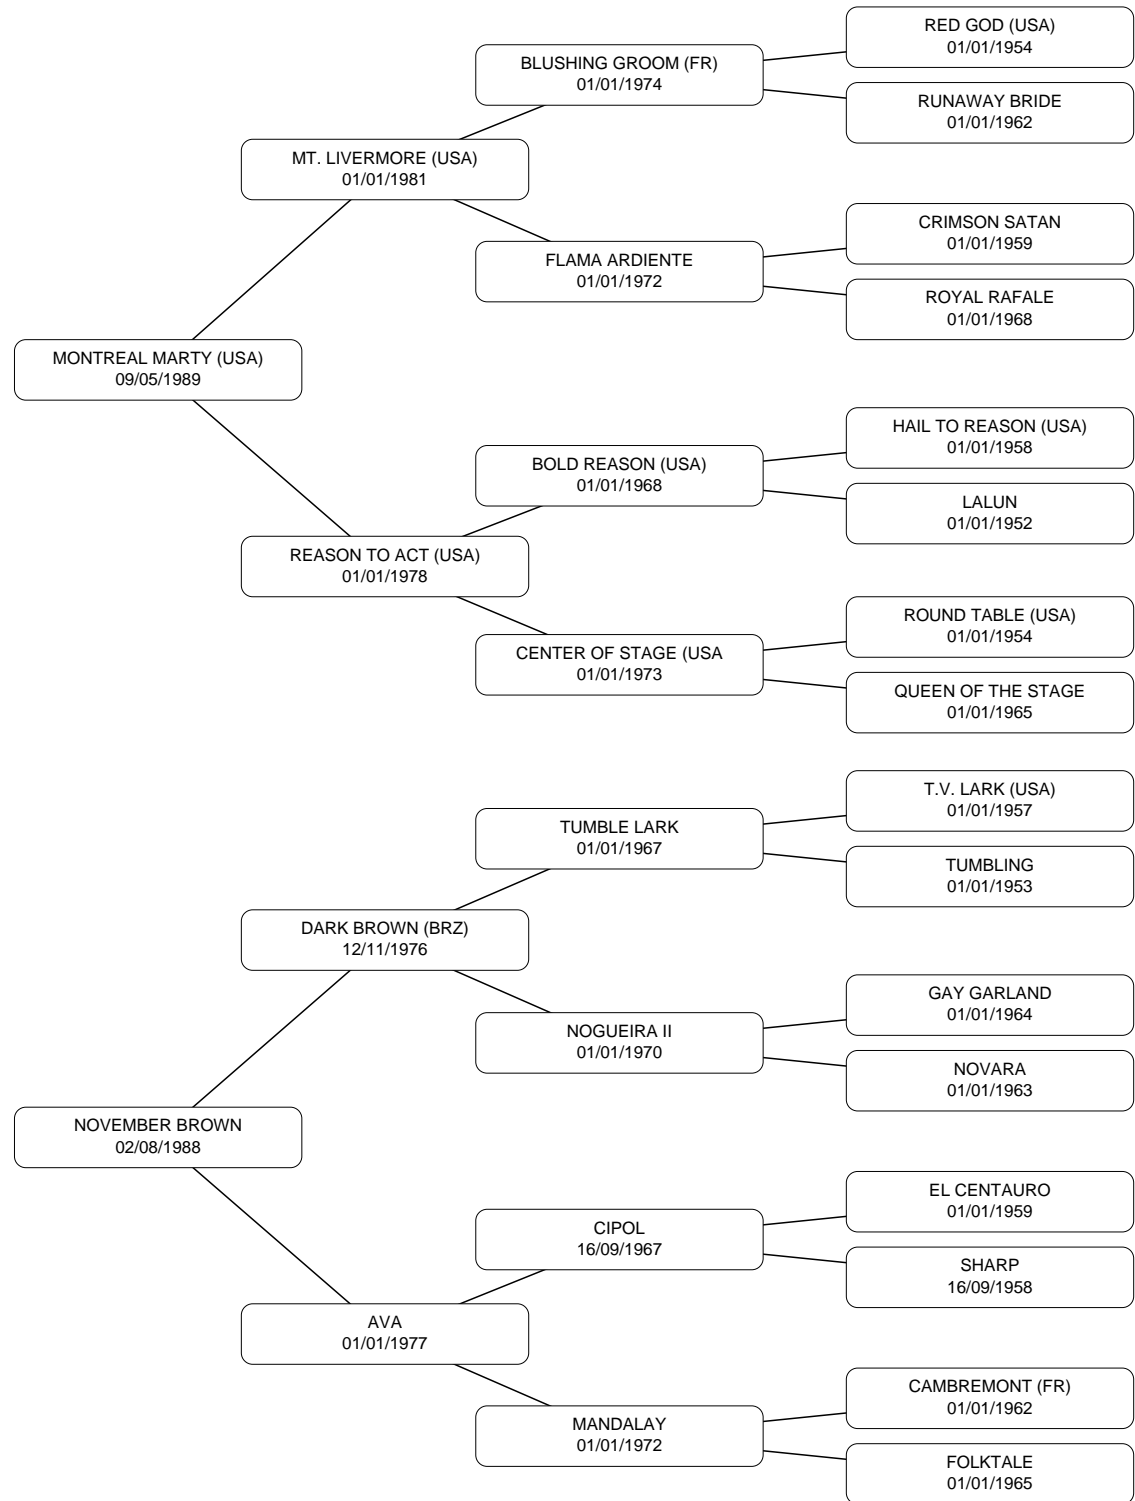 RED GOD (USA)
01/01/1954
BLUSHING GROOM (FR)
01/01/1974
RUNAWAY BRIDE
01/01/1962
MT. LIVERMORE (USA)
01/01/1981
CRIMSON SATAN
01/01/1959
FLAMA ARDIENTE
01/01/1972
ROYAL RAFALE
01/01/1968
MONTREAL MARTY (USA)
09/05/1989
HAIL TO REASON (USA)
01/01/1958
BOLD REASON (USA)
01/01/1968
LALUN
01/01/1952
REASON TO ACT (USA)
01/01/1978
ROUND TABLE (USA)
01/01/1954
CENTER OF STAGE (USA
01/01/1973
QUEEN OF THE STAGE
01/01/1965
T.V. LARK (USA)
01/01/1957
TUMBLE LARK
01/01/1967
TUMBLING
01/01/1953
DARK BROWN (BRZ)
12/11/1976
GAY GARLAND
01/01/1964
NOGUEIRA II
01/01/1970
NOVARA
01/01/1963
NOVEMBER BROWN
02/08/1988
EL CENTAURO
01/01/1959
CIPOL
16/09/1967
SHARP
16/09/1958
AVA
01/01/1977
CAMBREMONT (FR)
01/01/1962
MANDALAY
01/01/1972
FOLKTALE
01/01/1965